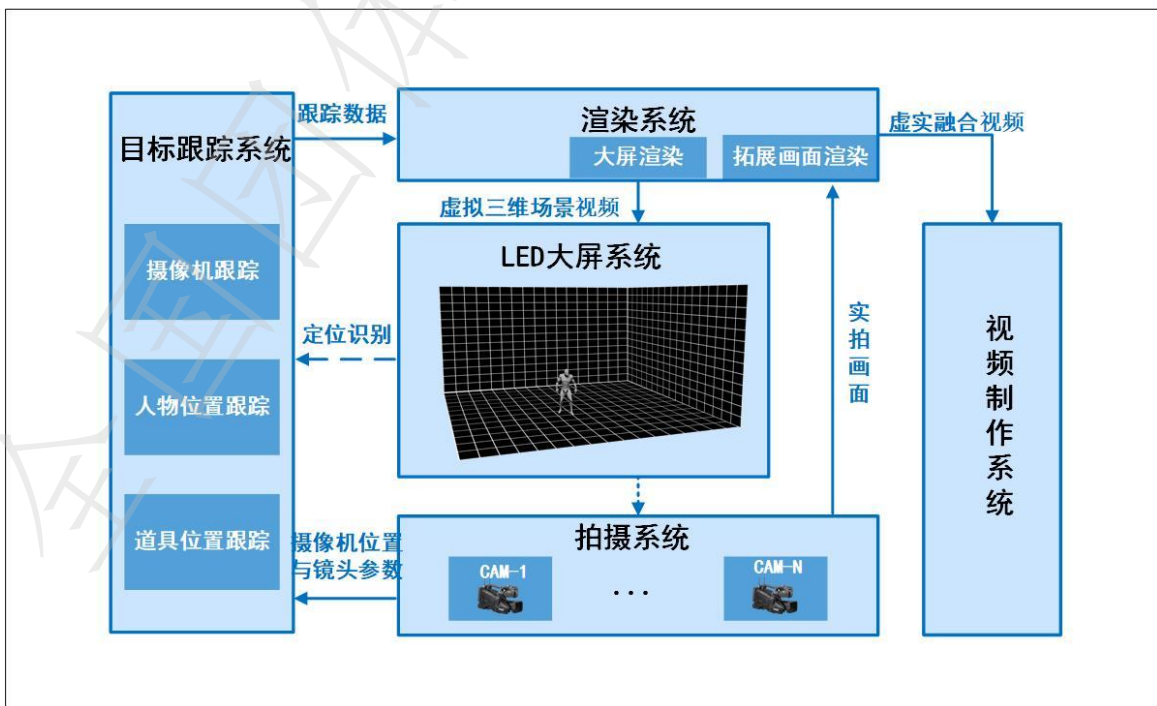 目标跟踪系统
摄像机跟踪
人物位置跟踪
道具位置跟踪
跟踪数据
渲染系统
大屏渲染
拓展画面渲染
虚实融合视频
虚拟三维场景视频
LED大屏系统
定位识别
实拍画面
视频制作系统
摄像机位置
与镜头参数
拍摄系统
CAM-1
...
CAM-N
全国团体